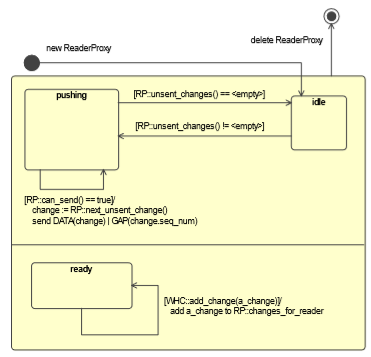 delete ReaderProxy
new ReaderProxy
pushing
[RP::unsent_changes() == <empty>]
idle
[RP::unsent_changes() != <empty>]
[RP::can_send() == true]/
change := RP::next_unsent_change()
send DATA(change) | GAP(change.seq_num)
ready
[WHC::add_change(a_change)]/
add a_change to RP::changes_for_reader